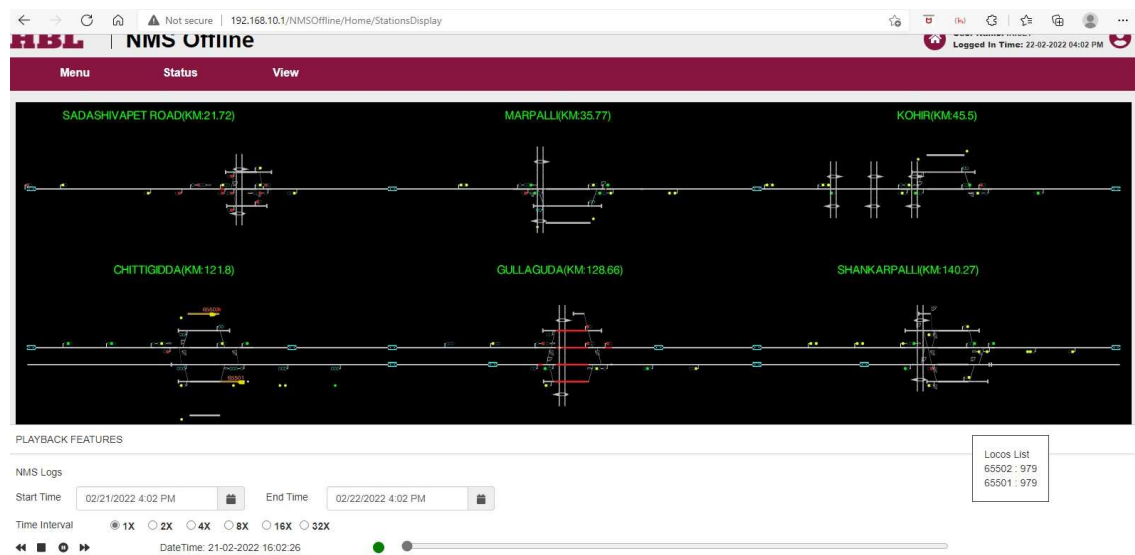 Not secure | 192.168.10.1/NMSOffline/Home/StationsDisplay
HBL | NMS Offline
Logged In Time: 22-02-2022 04:02 PM
Menu Status View
SADASHIVAPET ROAD(KM:21.72) MARPALLI(KM:35.77) KOHIR(KM:45.5)
CHITTIGIDDA(KM:121.8) GULLAGUDA(KM:128.66) SHANKARPALLI(KM:140.27)
65502
65501
PLAYBACK FEATURES
Locos List
65502 : 979
65501 : 979
NMS Logs
Start Time 02/21/2022 4:02 PM End Time 02/22/2022 4:02 PM
Time Interval 1X 2X 4X 8X 16X 32X
DateTime: 21-02-2022 16:02:26